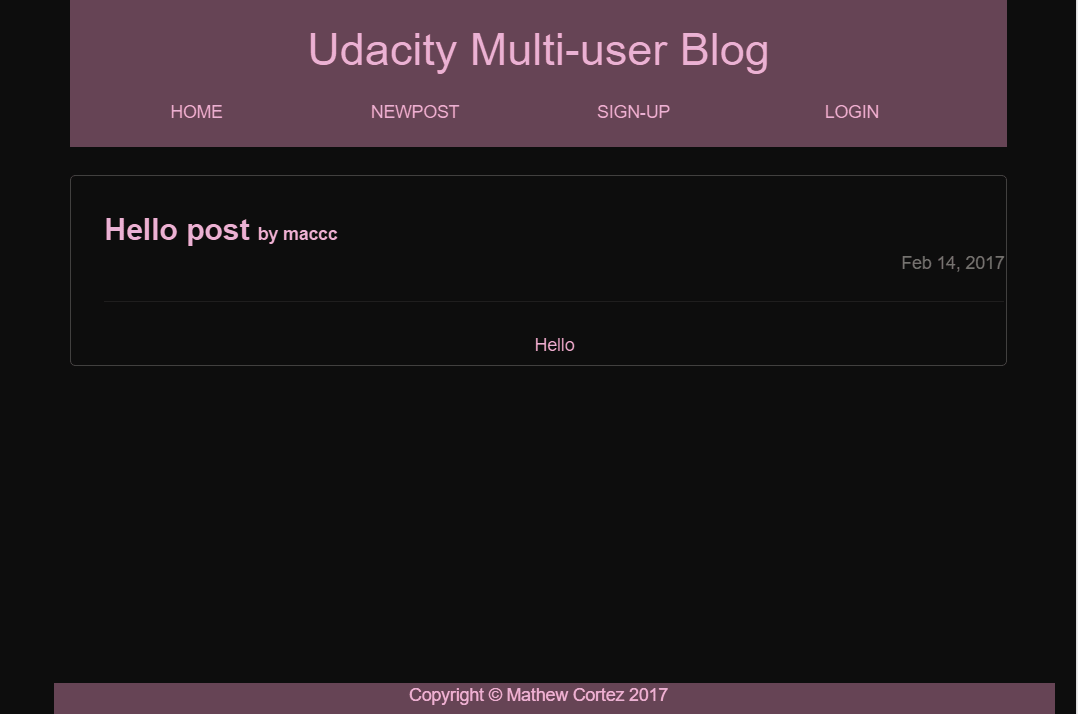 Udacity Multi-user Blog
HOME NEWPOST SIGN-UP LOGIN
Hello post by maccc
Feb 14, 2017
Hello
Copyright © Mathew Cortez 2017